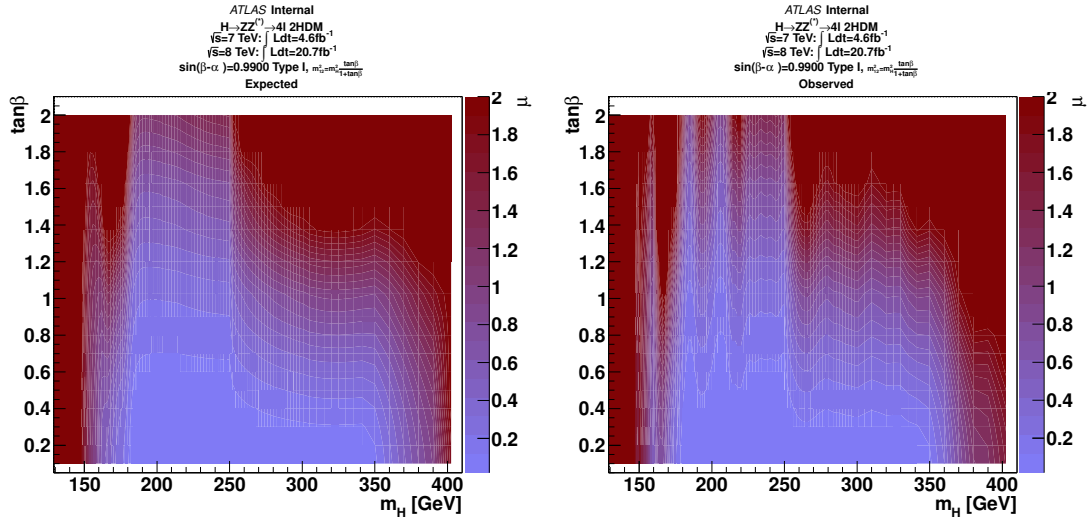 ATLAS Internal
H→ZZ(*)→4l 2HDM
√s=7 TeV: ∫ Ldt=4.6fb-1
√s=8 TeV: ∫ Ldt=20.7fb-1
sin(β-α )=0.9900 Type I,
Expected
tanβ
2
1.8
1.6
1.4
1.2
1
0.8
0.6
0.4
0.2
150 200 250 300 350 400
mH [GeV]
μ
2
1.8
1.6
1.4
1.2
1
0.8
0.6
0.4
0.2
ATLAS Internal
H→ZZ(*)→4l 2HDM
√s=7 TeV: ∫ Ldt=4.6fb-1
√s=8 TeV: ∫ Ldt=20.7fb-1
sin(β-α )=0.9900 Type I,
Observed
tanβ
2
1.8
1.6
1.4
1.2
1
0.8
0.6
0.4
0.2
150 200 250 300 350 400
mH [GeV]
μ
2
1.8
1.6
1.4
1.2
1
0.8
0.6
0.4
0.2